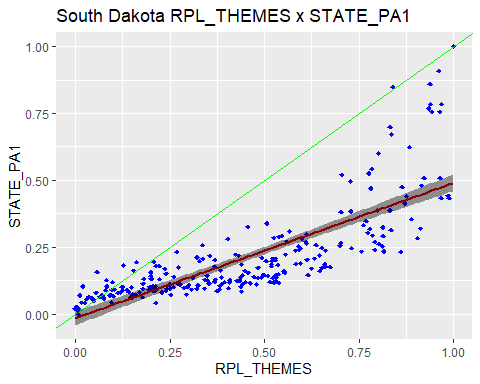 South Dakota RPL_THEMES x STATE_PA1
STATE_PA1
1.00
0.75
0.50
0.25
0.00
0.00 0.25 0.50 0.75 1.00
RPL_THEMES